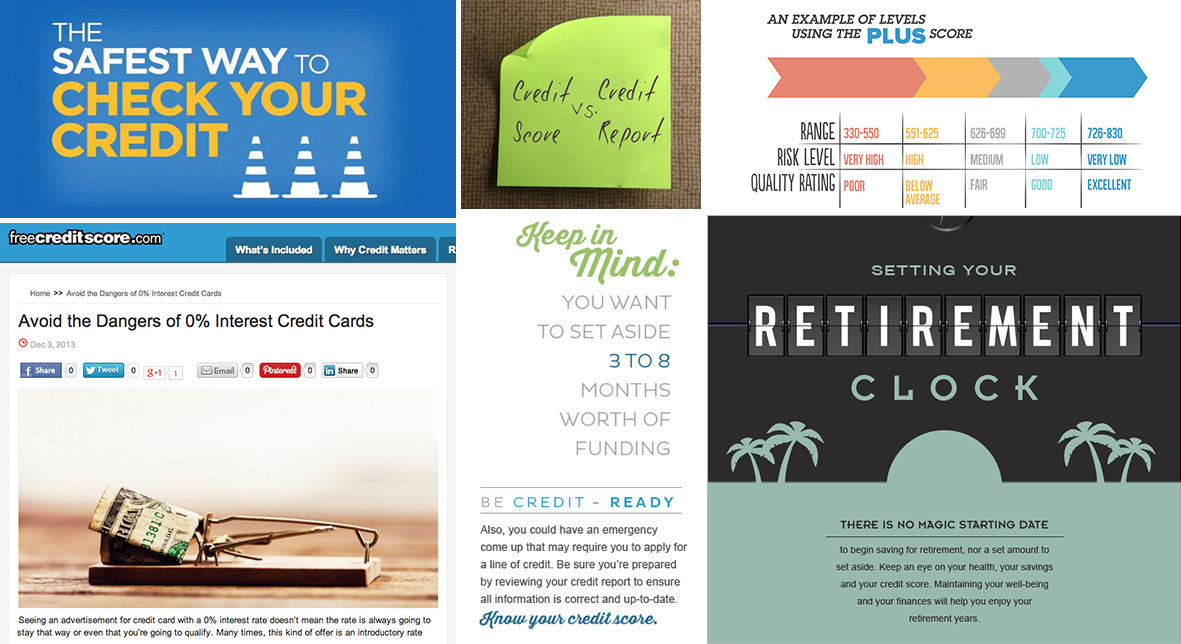 THE
SAFEST WAY TO
CHECK YOUR
CREDIT
Credit vs. Credit
Score Report
AN EXAMPLE OF LEVELS
USING THE PLUS SCORE
RANGE 330-550 551-625 626-699 700-725 726-830
RISK LEVEL VERY HIGH HIGH MEDIUM LOW VERY LOW
QUALITY RATING POOR BELOW AVERAGE FAIR GOOD EXCELLENT
freecreditscore.com
What's Included Why Credit Matters R
Home >> Avoid the Dangers of 0% Interest Credit Cards
Avoid the Dangers of 0% Interest Credit Cards
Dec 3, 2013
f Share 0 Tweet 0 g+1 1 Email 0 Pinterest 0 in Share 0
Seeing an advertisement for credit card with a 0% interest rate doesn't mean the rate is always going to
stay that way or even that you're going to qualify. Many times, this kind of offer is an introductory rate
Keep in
Mind:
YOU WANT
TO SET ASIDE
3 TO 8
MONTHS
WORTH OF
FUNDING
BE CREDIT - READY
Also, you could have an emergency
come up that may require you to apply for
a line of credit. Be sure you're prepared
by reviewing your credit report to ensure
all information is correct and up-to-date.
Know your credit score.
SETTING YOUR
RETIREMENT
CLOCK
THERE IS NO MAGIC STARTING DATE
to begin saving for retirement, nor a set amount to
set aside. Keep an eye on your health, your savings
and your credit score. Maintaining your well-being
and your finances will help you enjoy your
retirement years.